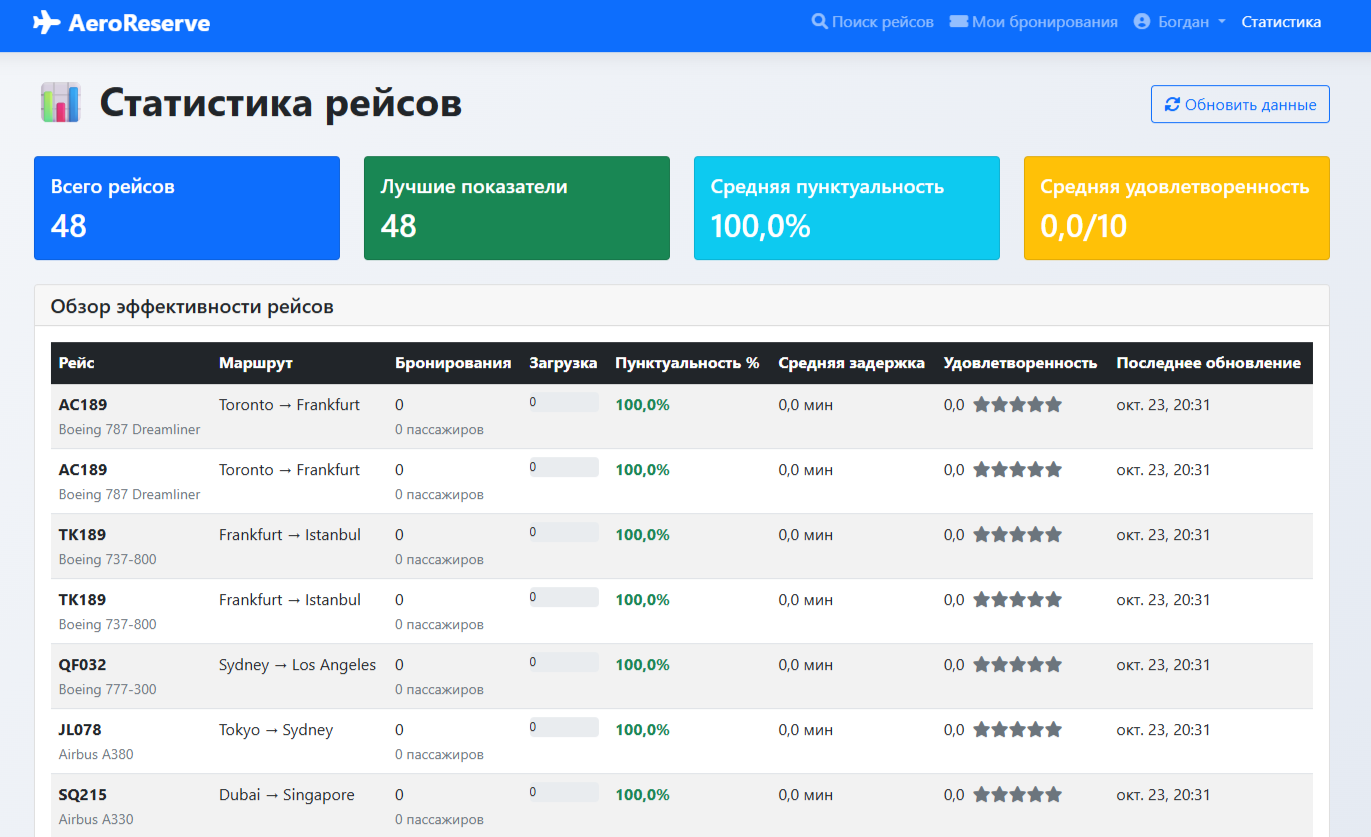 AeroReserve Поиск рейсов Мои бронирования Богдан Статистика
Статистика рейсов Обновить данные
Всего рейсов Лучшие показатели Средняя пунктуальность Средняя удовлетворенность
48 48 100,0% 0,0/10
Обзор эффективности рейсов
Рейс Маршрут Бронирования Загрузка Пунктуальность % Средняя задержка Удовлетворенность Последнее обновление
AC189 Toronto → Frankfurt 0 0 100,0% 0,0 мин 0,0 окт. 23, 20:31
Boeing 787 Dreamliner 0 пассажиров
AC189 Toronto → Frankfurt 0 0 100,0% 0,0 мин 0,0 окт. 23, 20:31
Boeing 787 Dreamliner 0 пассажиров
TK189 Frankfurt → Istanbul 0 0 100,0% 0,0 мин 0,0 окт. 23, 20:31
Boeing 737-800 0 пассажиров
TK189 Frankfurt → Istanbul 0 0 100,0% 0,0 мин 0,0 окт. 23, 20:31
Boeing 737-800 0 пассажиров
QF032 Sydney → Los Angeles 0 0 100,0% 0,0 мин 0,0 окт. 23, 20:31
Boeing 777-300 0 пассажиров
JL078 Tokyo → Sydney 0 0 100,0% 0,0 мин 0,0 окт. 23, 20:31
Airbus A380 0 пассажиров
SQ215 Dubai → Singapore 0 0 100,0% 0,0 мин 0,0 окт. 23, 20:31
Airbus A330 0 пассажиров